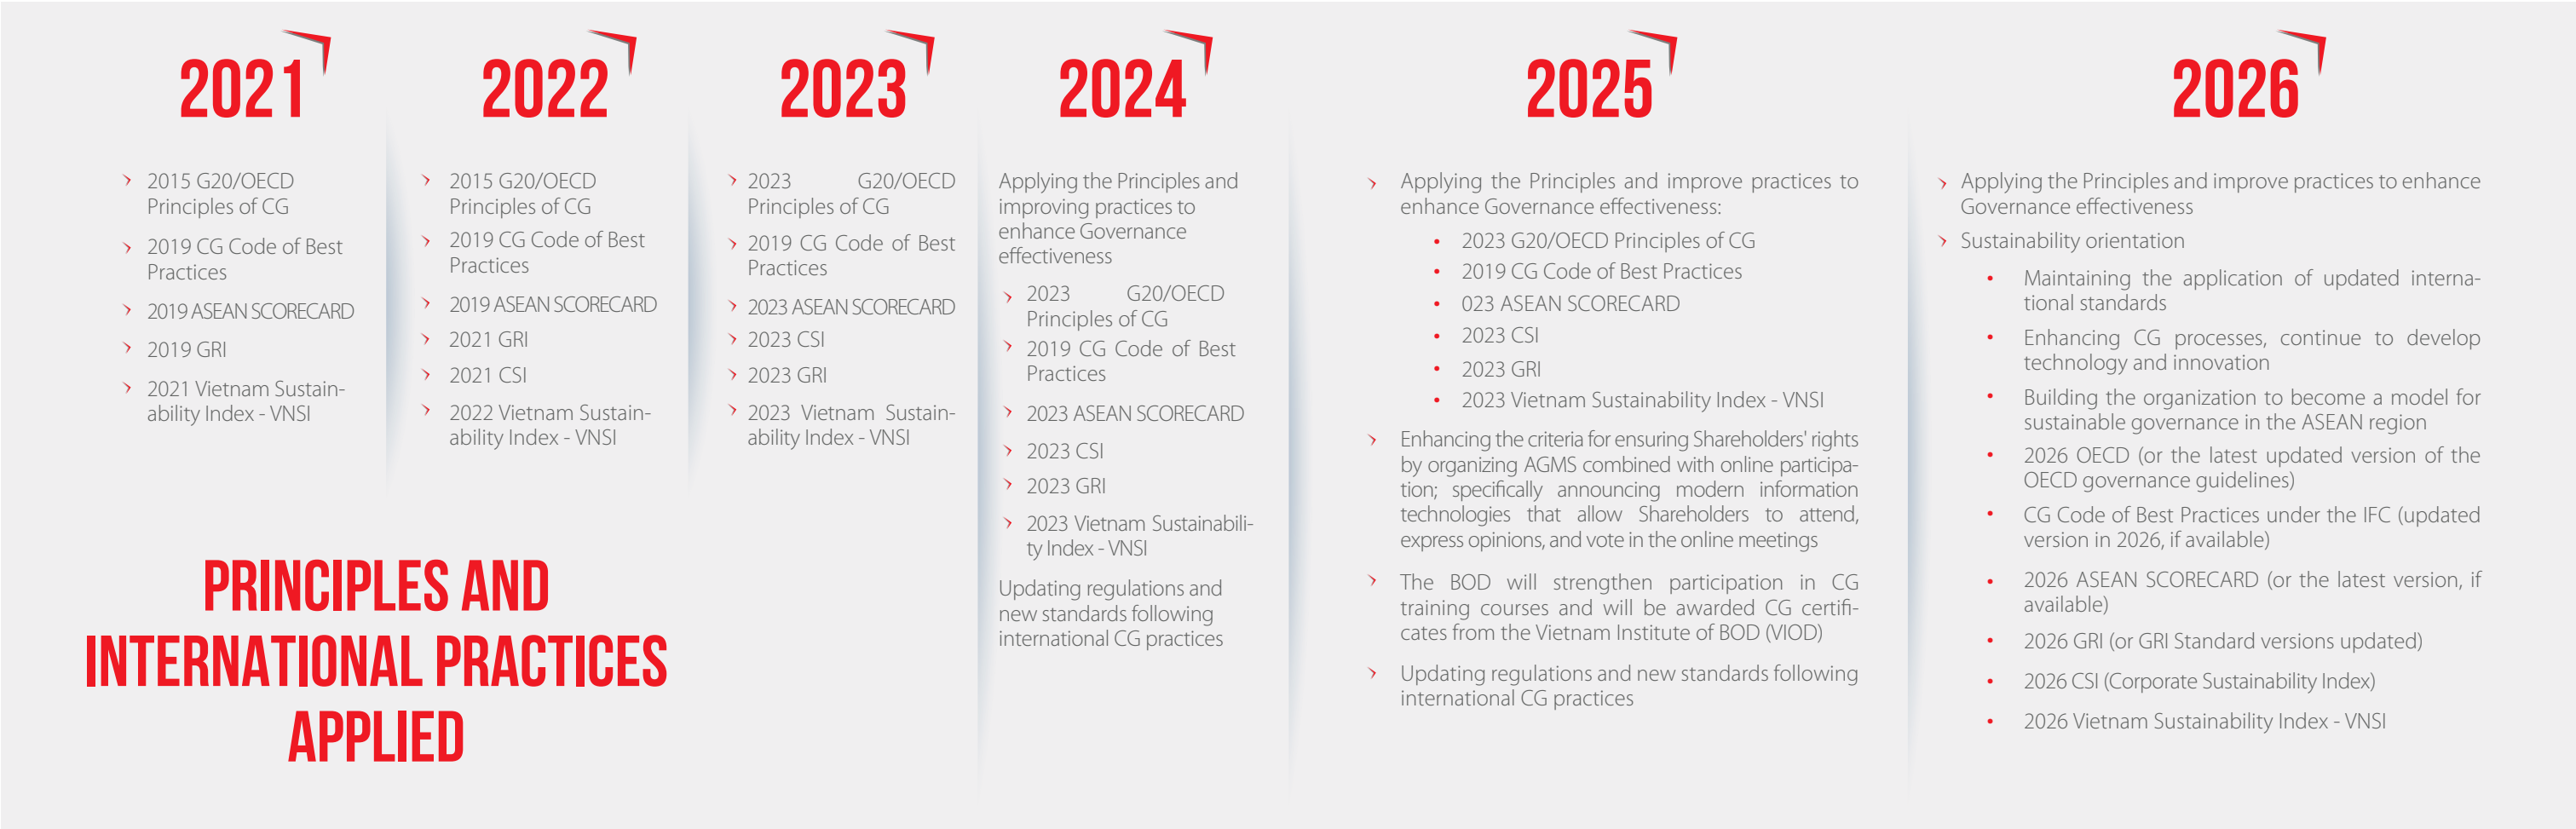 2021
2015 G20/OECD
Principles of CG
2019 CG Code of Best
Practices
2019 ASEAN SCORECARD
2019 GRI
2021 Vietnam Sustain-
ability Index - VNSI
2022
2015 G20/OECD
Principles of CG
2019 CG Code of Best
Practices
2019 ASEAN SCORECARD
2021 GRI
2021 CSI
2022 Vietnam Sustain-
ability Index - VNSI
2023
2023 G20/OECD
Principles of CG
2019 CG Code of Best
Practices
2023 ASEAN SCORECARD
2023 CSI
2023 GRI
2023 Vietnam Sustain-
ability Index - VNSI
2024
Applying the Principles and
improving practices to
enhance Governance
effectiveness
2023 G20/OECD
Principles of CG
2019 CG Code of Best
Practices
2023 ASEAN SCORECARD
2023 CSI
2023 GRI
2023 Vietnam Sustainabili-
ty Index - VNSI
Updating regulations and
new standards following
international CG practices
2025
Applying the Principles and improve practices to
enhance Governance effectiveness:
• 2023 G20/OECD Principles of CG
• 2019 CG Code of Best Practices
• 023 ASEAN SCORECARD
• 2023 CSI
• 2023 GRI
• 2023 Vietnam Sustainability Index - VNSI
Enhancing the criteria for ensuring Shareholders' rights
by organizing AGMS combined with online participa-
tion; specifically announcing modern information
technologies that allow Shareholders to attend,
express opinions, and vote in the online meetings
The BOD will strengthen participation in CG
training courses and will be awarded CG certifi-
cates from the Vietnam Institute of BOD (VIOD)
Updating regulations and new standards following
international CG practices
2026
Applying the Principles and improve practices to enhance
Governance effectiveness
Sustainability orientation
• Maintaining the application of updated interna-
tional standards
• Enhancing CG processes, continue to develop
technology and innovation
• Building the organization to become a model for
sustainable governance in the ASEAN region
• 2026 OECD (or the latest updated version of the
OECD governance guidelines)
• CG Code of Best Practices under the IFC (updated
version in 2026, if available)
• 2026 ASEAN SCORECARD (or the latest version, if
available)
• 2026 GRI (or GRI Standard versions updated)
• 2026 CSI (Corporate Sustainability Index)
• 2026 Vietnam Sustainability Index - VNSI
PRINCIPLES AND
INTERNATIONAL PRACTICES
APPLIED